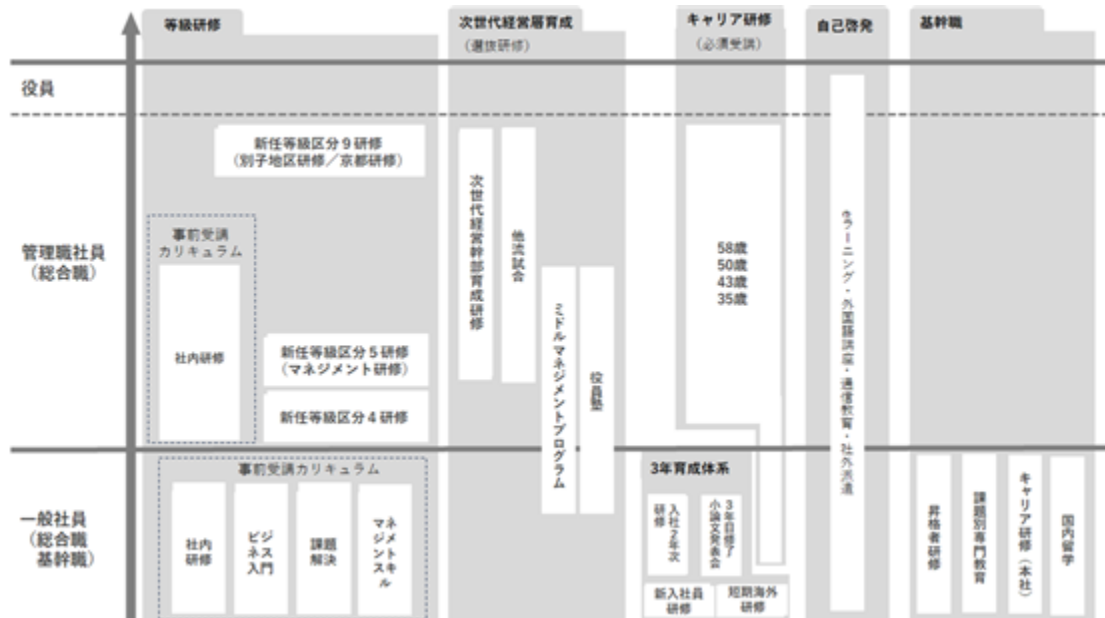 等級研修
次世代経営層育成
(選抜研修)
キャリア研修
(必須受講)
自己啓発
基幹職
役員
新任等級区分9研修
(別子地区研修/京都研修)
管理職社員
(総合職)
事前受講
カリキュラム
社内研修
新任等級区分5研修
(マネジメント研修)
新任等級区分4研修
次世代経営幹部育成研修
他流試合
ミドルマネジメントプログラム
役員塾
58歳
50歳
43歳
35歳
eラーニング・外国語講座・通信教育・社外派遣
一般社員
(総合職
基幹職)
事前受講カリキュラム
社内
研修
ビジ
ネス
入門
課題
解決
マネ
ジメ
ント
スキ
ル
3年育成体系
入社2年次
研修
3年目修了
小論文発表会
新入社員
研修
短期海外
研修
昇格者研修
課題別専門教育
キャリア研修(本社)
国内留学